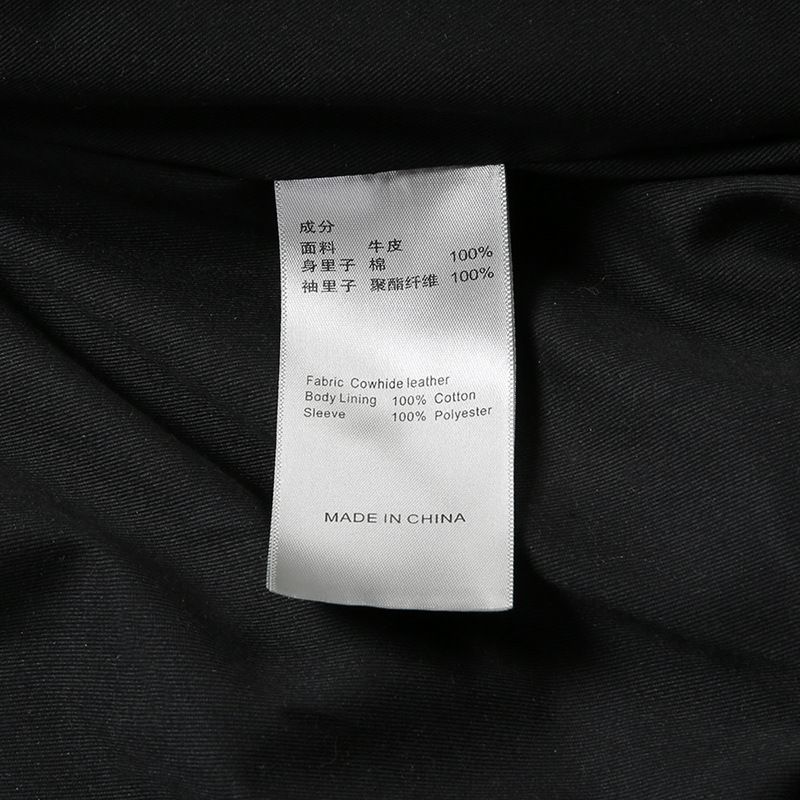 成分
面料 牛皮
身里子 棉 100%
袖里子 聚酯纤维 100%
Fabric Cowhide leather
Body Lining 100% Cotton
Sleeve 100% Polyester
MADE IN CHINA